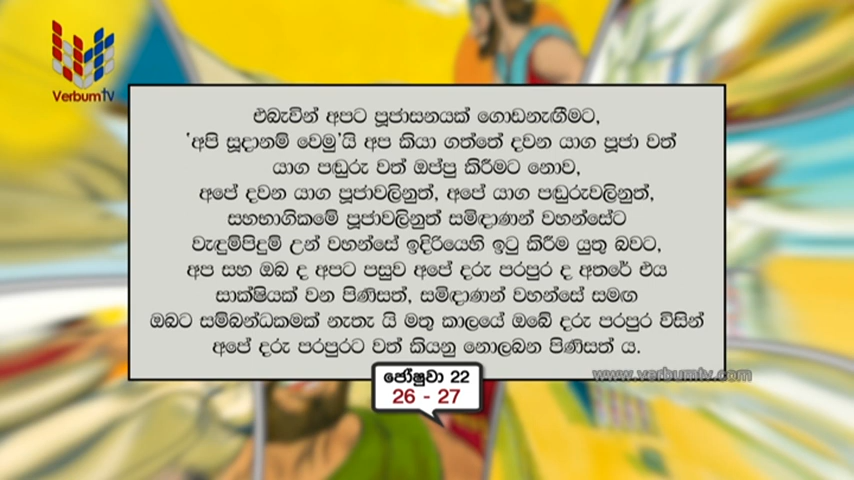 VerbumTV
එබැවින් අපට පූජාසනයක් ගොඩනැඟීමට,
'අපි සූදානම් වෙමු'යි අප කියා ගත්තේ දවන යාග පූජා වත්
යාග පඬුරු වත් ඔප්පු කිරීමට නොව,
අපේ දවන යාග පූජාවලිනුත්, අපේ යාග පඬුරුවලිනුත්,
සහභාගිකමේ පූජාවලිනුත් සමිඳාණන් වහන්සේට
වැඳුම්පිදුම් උන් වහන්සේ ඉදිරියෙහි ඉටු කිරීම යුතු බවට,
අප සහ ඔබ ද අපට පසුව අපේ දරු පරපුර ද අතරේ එය
සාක්ෂියක් වන පිණිසත්, සමිඳාණන් වහන්සේ සමඟ
ඔබට සම්බන්ධකමක් නැතැ යි මතු කාලයේ ඔබේ දරු පරපුර විසින්
අපේ දරු පරපුරට වත් කියනු නොලබන පිණිසත් ය.
www.verbumtv.com
ජෝෂුවා 22
26 - 27